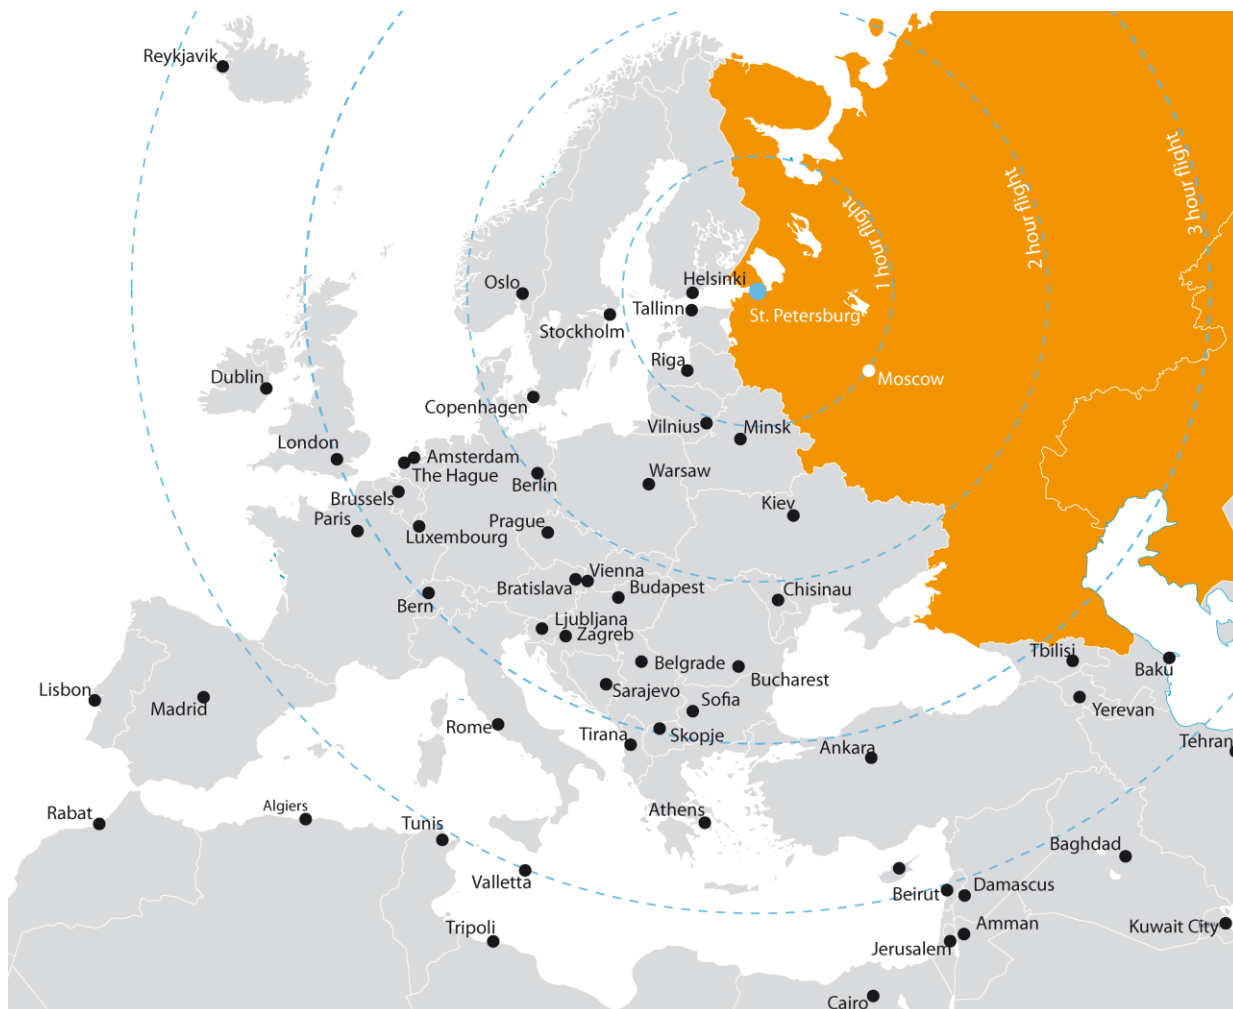 Reykjavik
3 hour flight
2 hour flight
1 hour flight
Oslo
Helsinki
Tallinn
St. Petersburg
Stockholm
Riga
Moscow
Dublin
Copenhagen
Vilnius
Minsk
London
Amsterdam
The Hague
Berlin
Warsaw
Brussels
Kiev
Paris
Prague
Luxembourg
Vienna
Bratislava
Budapest
Chisinau
Bern
Ljubljana
Zagreb
Tbilisi
Belgrade
Baku
Bucharest
Lisbon
Sarajevo
Madrid
Sofia
Yerevan
Rome
Tirana
Skopje
Ankara
Tehran
Rabat
Algiers
Athens
Tunis
Baghdad
Valletta
Beirut
Damascus
Tripoli
Amman
Kuwait City
Jerusalem
Cairo